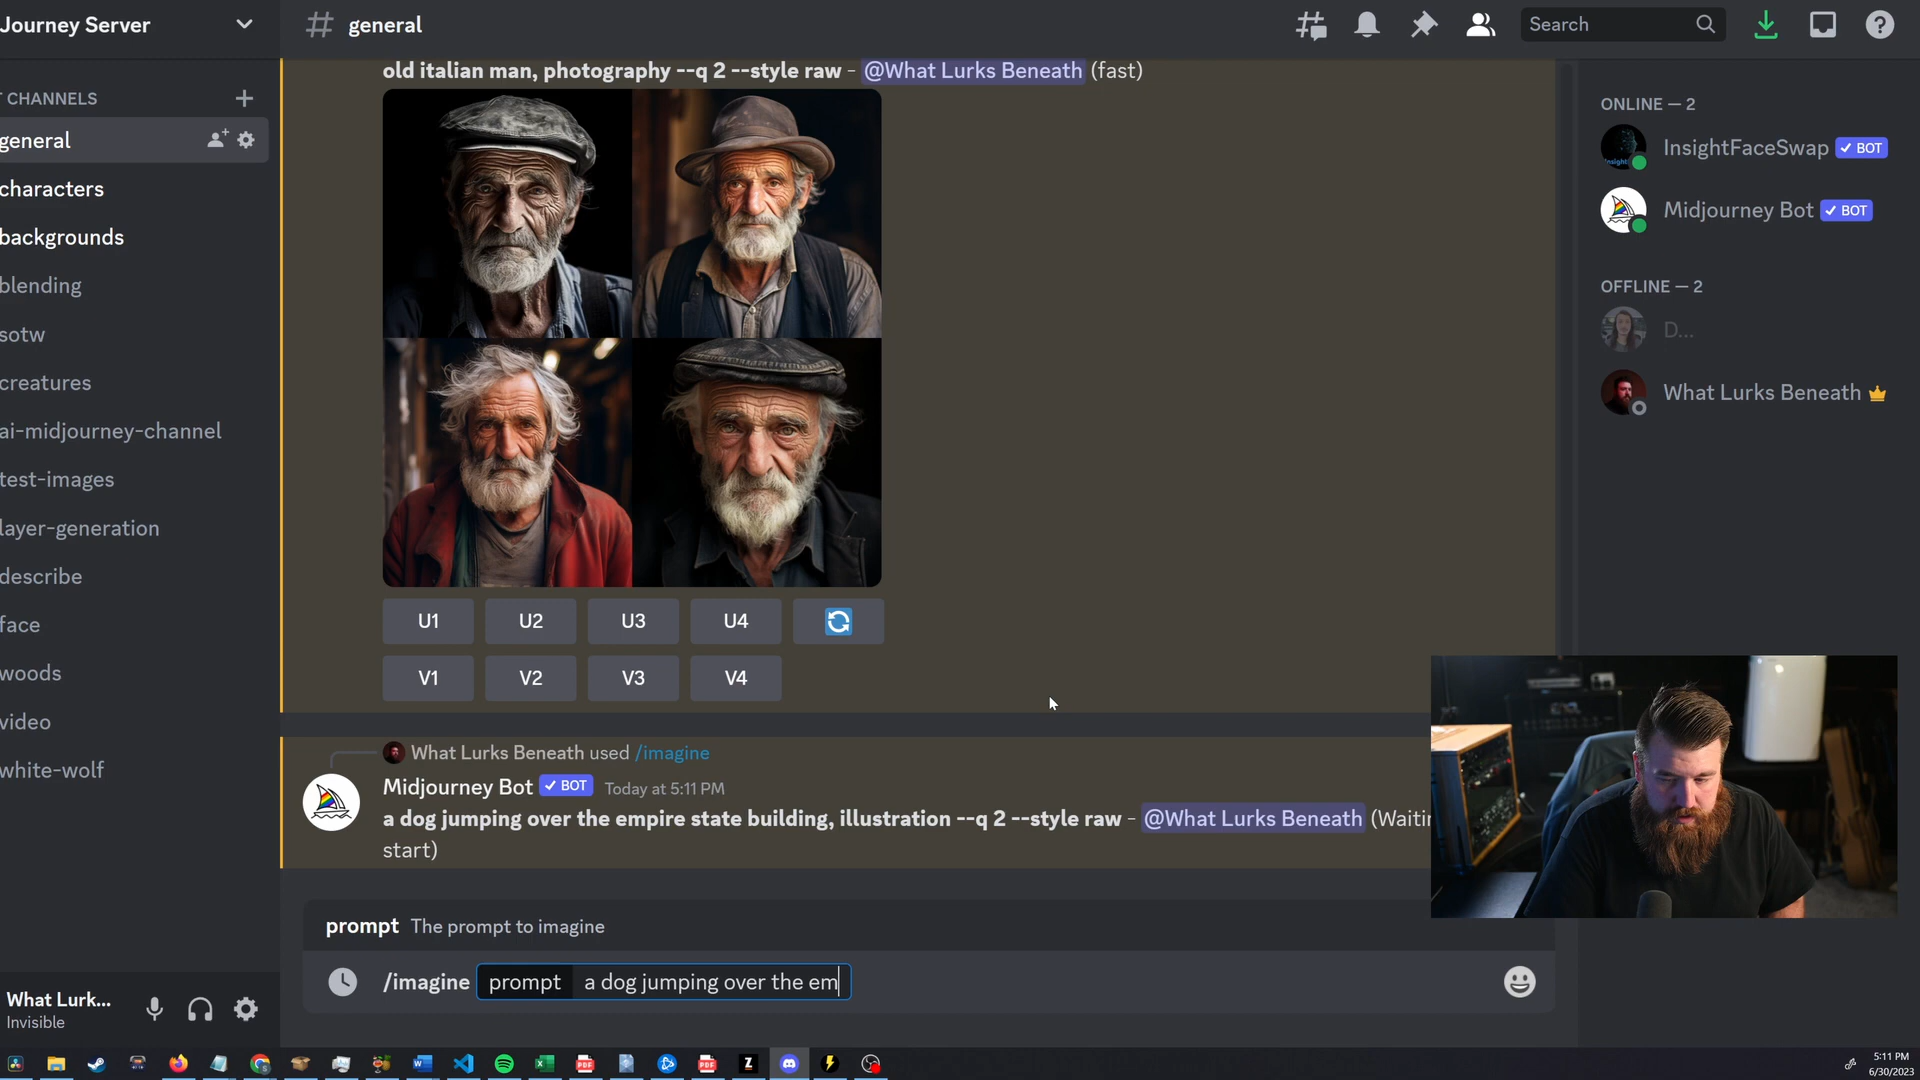 Journey Server
# general
Search
CHANNELS
general
characters
backgrounds
blending
sotw
creatures
ai-midjourney-channel
test-images
layer-generation
describe
face
woods
video
white-wolf
What Lurk...
Invisible
old italian man, photography --q 2 --style raw - @What Lurks Beneath (fast)
U1 U2 U3 U4
V1 V2 V3 V4
What Lurks Beneath used /imagine
Midjourney Bot ✓ BOT Today at 5:11 PM
a dog jumping over the empire state building, illustration --q 2 --style raw - @What Lurks Beneath
start)
prompt The prompt to imagine
/imagine prompt a dog jumping over the em
ONLINE — 2
InsightFaceSwap ✓ BOT
Midjourney Bot ✓ BOT
OFFLINE — 2
D...
What Lurks Beneath
5:11 PM
6/30/2023